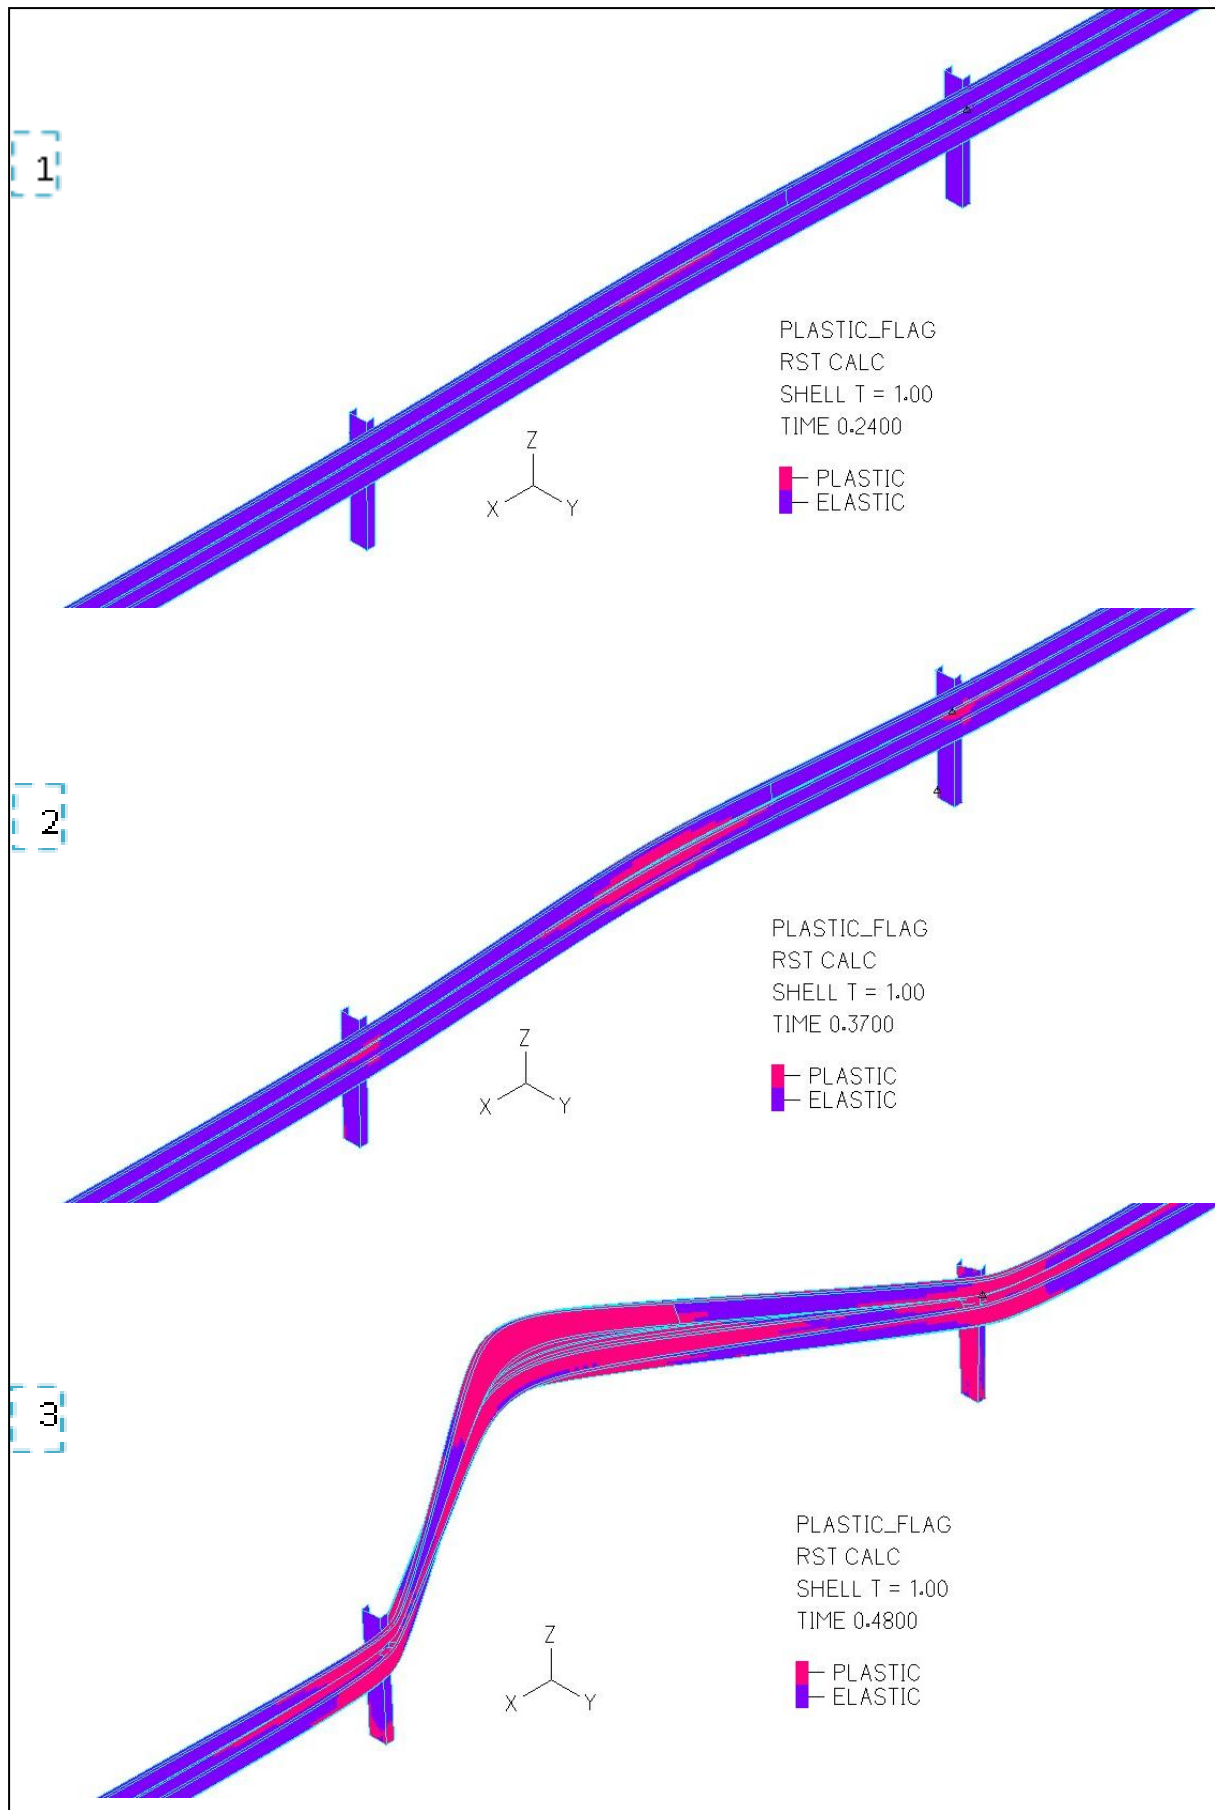 1
PLASTIC_FLAG
RST CALC
SHELL T = 1.00
TIME 0.2400
Z
X
Y
PLASTIC
ELASTIC
2
PLASTIC_FLAG
RST CALC
SHELL T = 1.00
TIME 0.3700
Z
X
Y
PLASTIC
ELASTIC
3
PLASTIC_FLAG
RST CALC
SHELL T = 1.00
TIME 0.4800
Z
X
Y
PLASTIC
ELASTIC